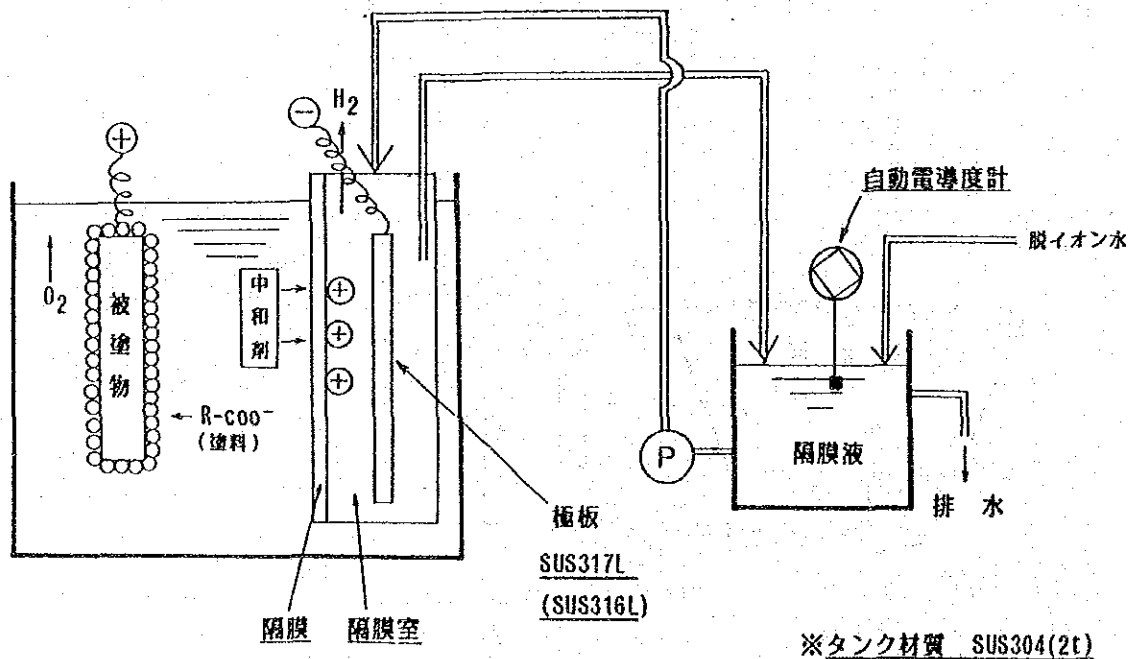 H2
−
+
自動電導度計
脱イオン水
O2
被塗物
中和剤
+
+
+
R-COO⁻
(塗料)
P
隔膜液
排水
極板
SUS317L
(SUS316L)
隔膜
隔膜室
※タンク材質 SUS304(2t)